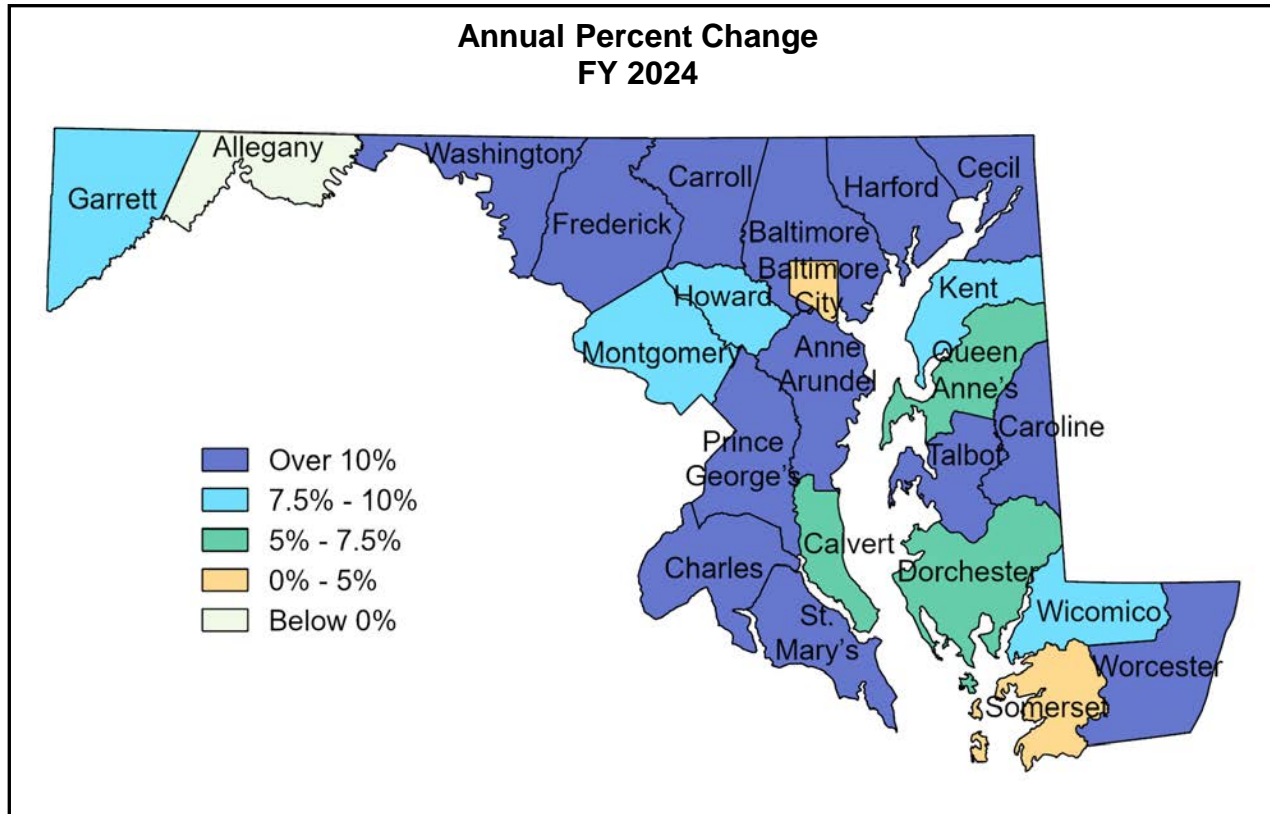 Annual Percent Change
FY 2024
Allegany
Washington
Garrett
Carroll
Cecil
Harford
Frederick
Baltimore
Baltimore
City
Howard
Kent
Montgomery
Anne
Arundel
Queen
Anne's
Caroline
Prince
George's
Talbot
Over 10%
7.5% - 10%
5% - 7.5%
0% - 5%
Below 0%
Calvert
Charles
Dorchester
St.
Mary's
Wicomico
Worcester
Somerset